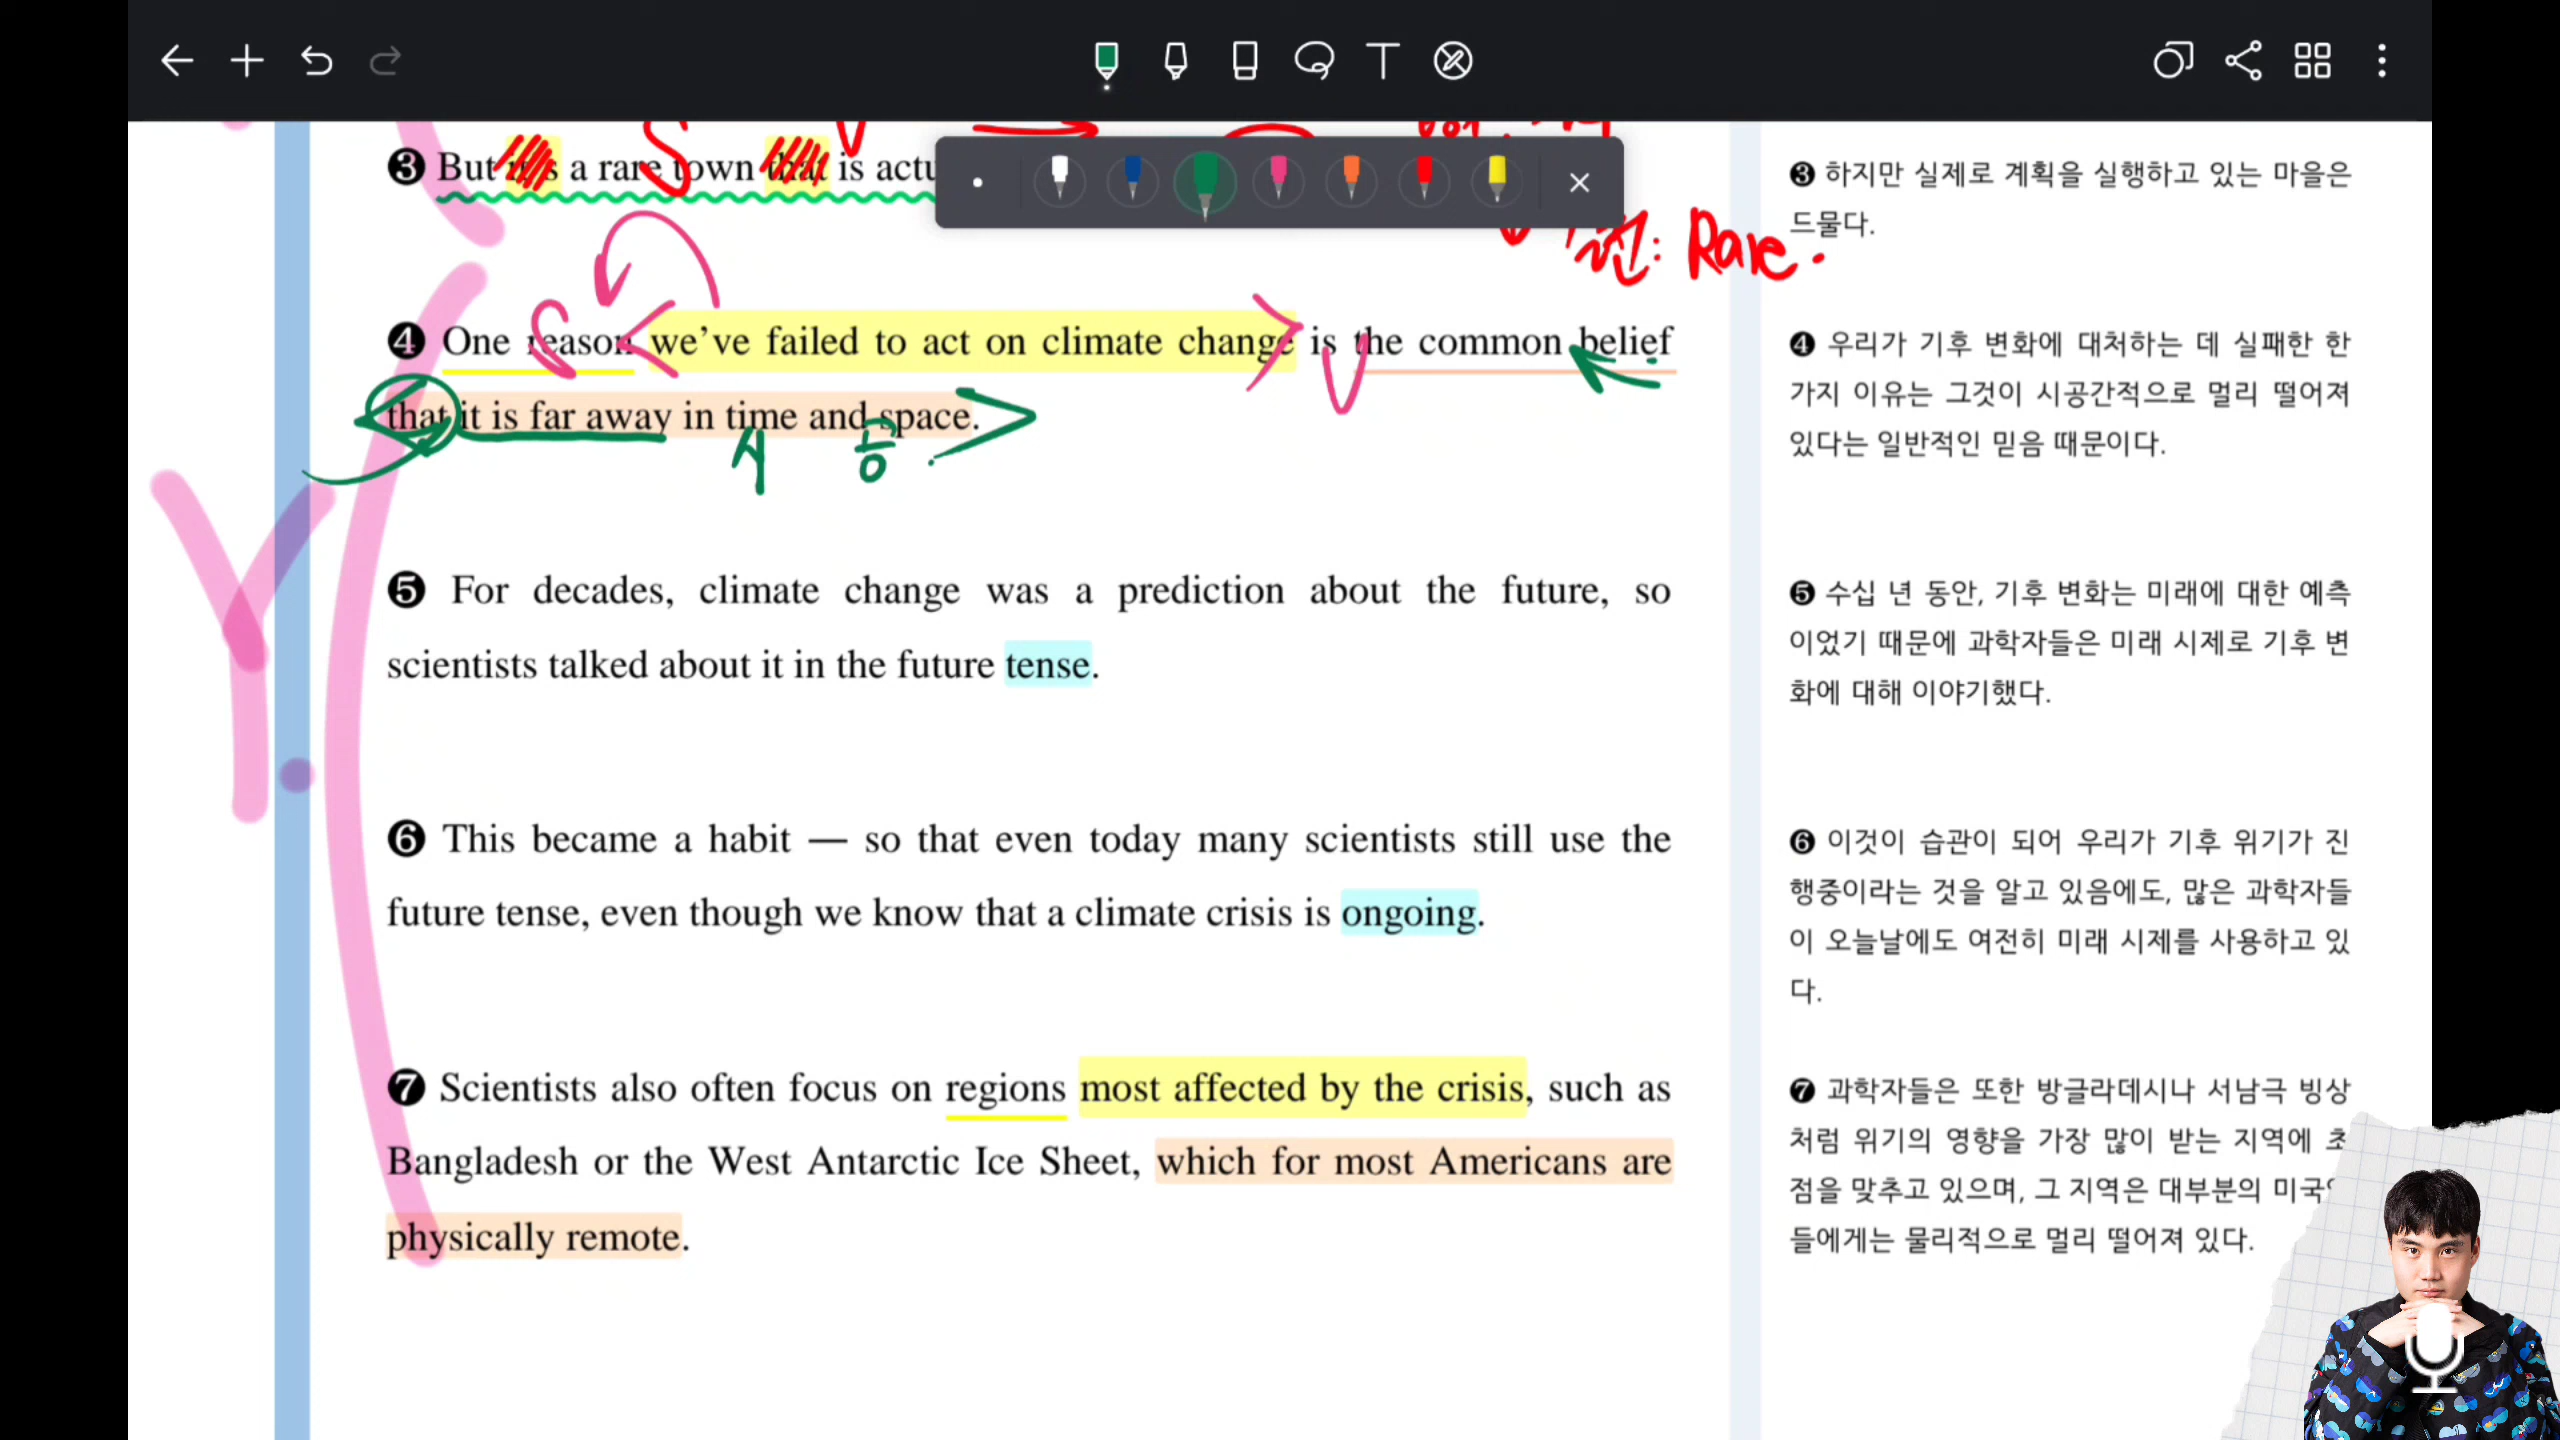 ❸ But it is a rare town that is actu
❹ One reason we've failed to act on climate change is the common belief
that it is far away in time and space.
❺ For decades, climate change was a prediction about the future, so
scientists talked about it in the future tense.
❻ This became a habit — so that even today many scientists still use the
future tense, even though we know that a climate crisis is ongoing.
❼ Scientists also often focus on regions most affected by the crisis, such as
Bangladesh or the West Antarctic Ice Sheet, which for most Americans are
physically remote.
S
V
Rare.
S
V
시
공
Y.
❸ 하지만 실제로 계획을 실행하고 있는 마을은
드물다.
❹ 우리가 기후 변화에 대처하는 데 실패한 한
가지 이유는 그것이 시공간적으로 멀리 떨어져
있다는 일반적인 믿음 때문이다.
❺ 수십 년 동안, 기후 변화는 미래에 대한 예측
이었기 때문에 과학자들은 미래 시제로 기후 변
화에 대해 이야기했다.
❻ 이것이 습관이 되어 우리가 기후 위기가 진
행중이라는 것을 알고 있음에도, 많은 과학자들
이 오늘날에도 여전히 미래 시제를 사용하고 있
다.
❼ 과학자들은 또한 방글라데시나 서남극 빙상
처럼 위기의 영향을 가장 많이 받는 지역에 초
점을 맞추고 있으며, 그 지역은 대부분의 미국
들에게는 물리적으로 멀리 떨어져 있다.